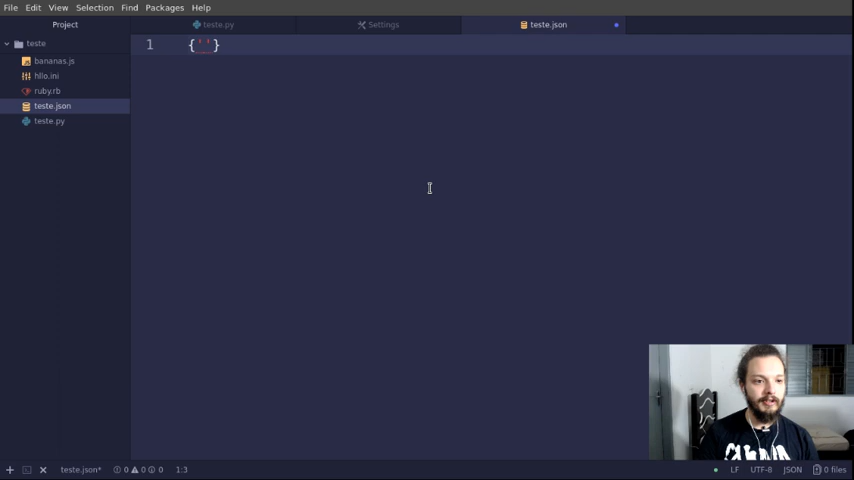 File Edit View Selection Find Packages Help
Project
teste.py
Settings
teste.json
teste
bananas.js
hllo.ini
ruby.rb
teste.json
teste.py
1 {''}
teste.json* 0 0 0 1:3
LF UTF-8 JSON 0 files